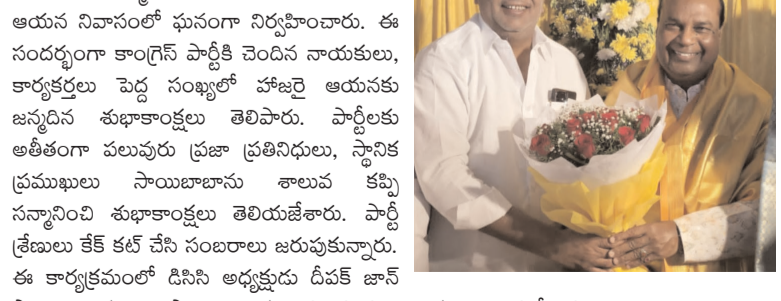 ఆయన నివాసంలో ఘనంగా నిర్వహించారు. ఈ
సందర్భంగా కాంగ్రెస్ పార్టీకి చెందిన నాయకులు,
కార్యకర్తలు పెద్ద సంఖ్యలో హాజరై ఆయనకు
జన్మదిన శుభాకాంక్షలు తెలిపారు. పార్టీలకు
అతీతంగా పలువురు ప్రజా ప్రతినిధులు, స్థానిక
ప్రముఖులు సాయిబాబాను శాలువ కప్పి
సన్మానించి శుభాకాంక్షలు తెలియజేశారు. పార్టీ
శ్రేణులు కేక్ కట్ చేసి సంబరాలు జరుపుకున్నారు.
ఈ కార్యక్రమంలో డిసిసి అధ్యక్షుడు దీపక్ జాన్